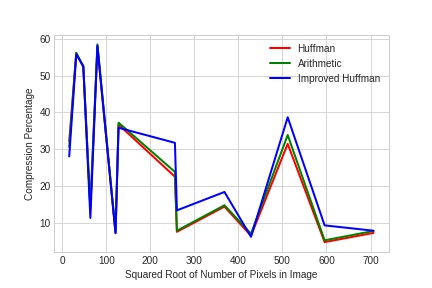 Huffman
Arithmetic
Improved Huffman
Compression Percentage
60
50
40
30
20
10
0
100
200
300
400
500
600
700
Squared Root of Number of Pixels in Image